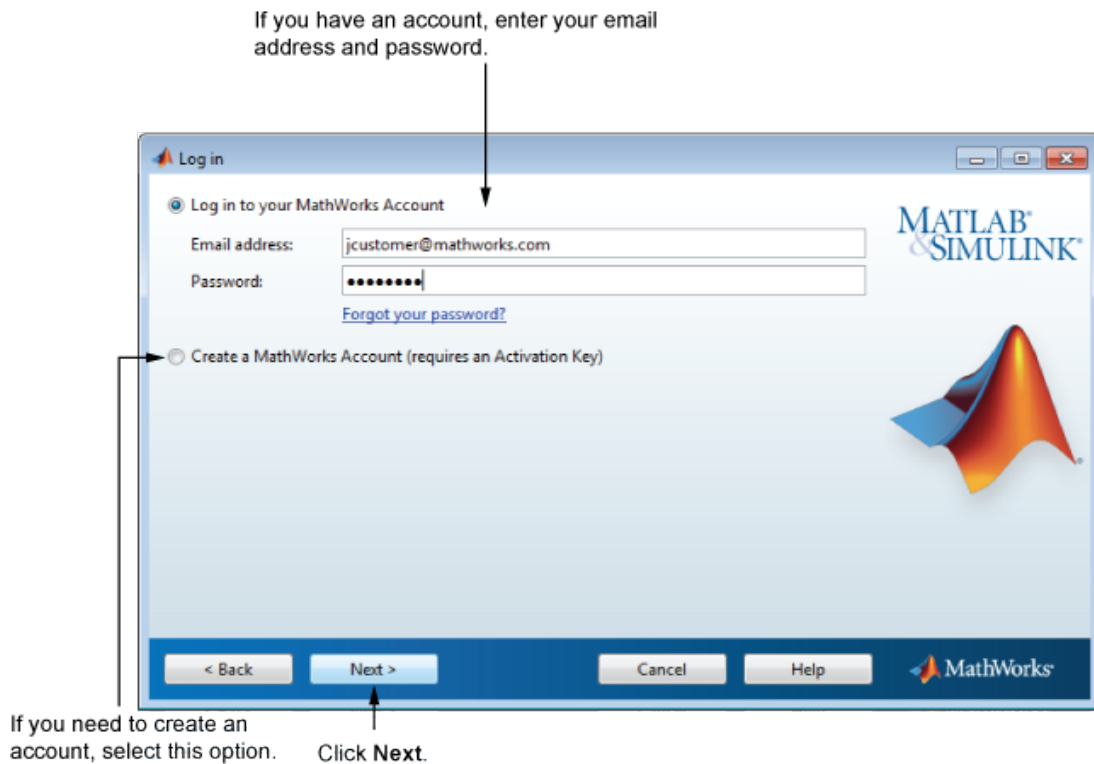 If you have an account, enter your email
address and password.
Log in
Log in to your MathWorks Account
MATLAB®
&SIMULINK®
Email address:
jcustomer@mathworks.com
Password:
••••••••
Forgot your password?
Create a MathWorks Account (requires an Activation Key)
< Back
Next >
Cancel
Help
MathWorks®
If you need to create an
account, select this option.
Click Next.